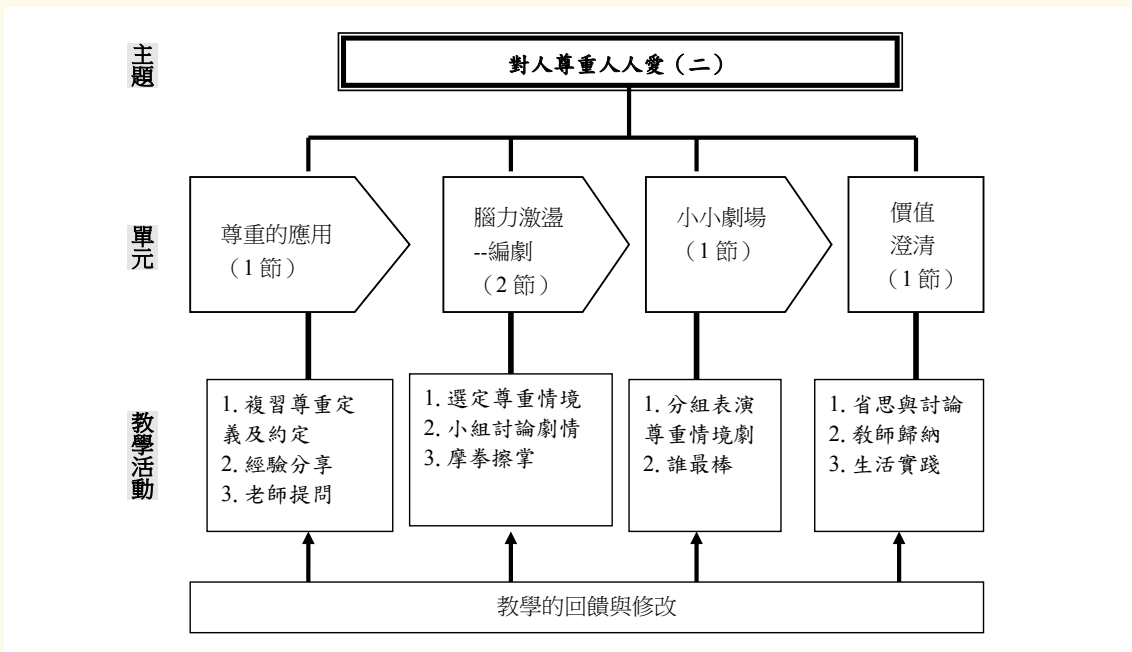 主題
對人尊重人人愛（二）
單元
尊重的應用
（1 節）
腦力激盪
--編劇
（2 節）
小小劇場
（1 節）
價值
澄清
（1 節）
教學活動
1. 複習尊重定
義及約定
2. 經驗分享
3. 老師提問
1. 選定尊重情境
2. 小組討論劇情
3. 摩拳擦掌
1. 分組表演
尊重情境劇
2. 誰最棒
1. 省思與討論
2. 教師歸納
3. 生活實踐
教學的回饋與修改